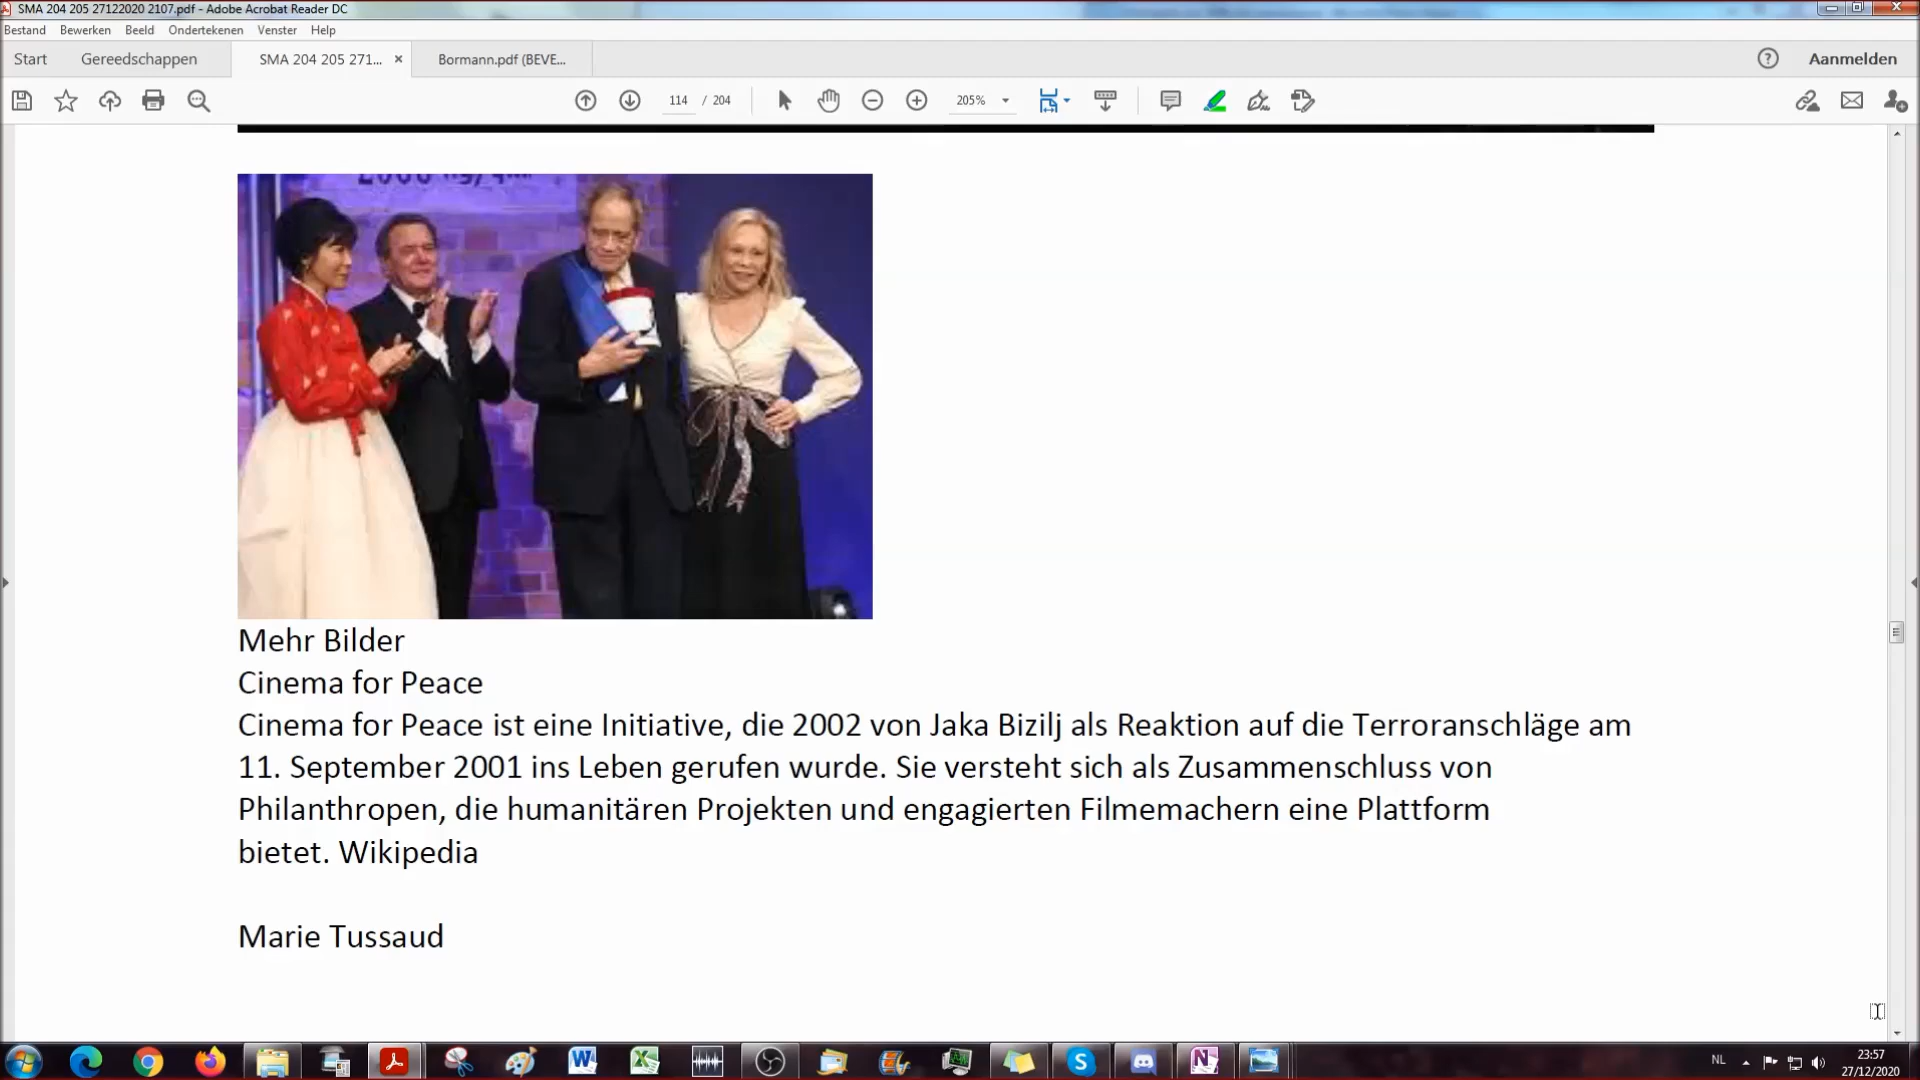 SMA 204 205 27122020 2107.pdf - Adobe Acrobat Reader DC
Bestand Bewerken Beeld Ondertekenen Venster Help
Start Gereedschappen SMA 204 205 271... × Bormann.pdf (BEVE... Aanmelden
114 / 204 205%
Mehr Bilder
Cinema for Peace
Cinema for Peace ist eine Initiative, die 2002 von Jaka Bizilj als Reaktion auf die Terroranschläge am
11. September 2001 ins Leben gerufen wurde. Sie versteht sich als Zusammenschluss von
Philanthropen, die humanitären Projekten und engagierten Filmemachern eine Plattform
bietet. Wikipedia
Marie Tussaud
NL 23:57
27/12/2020